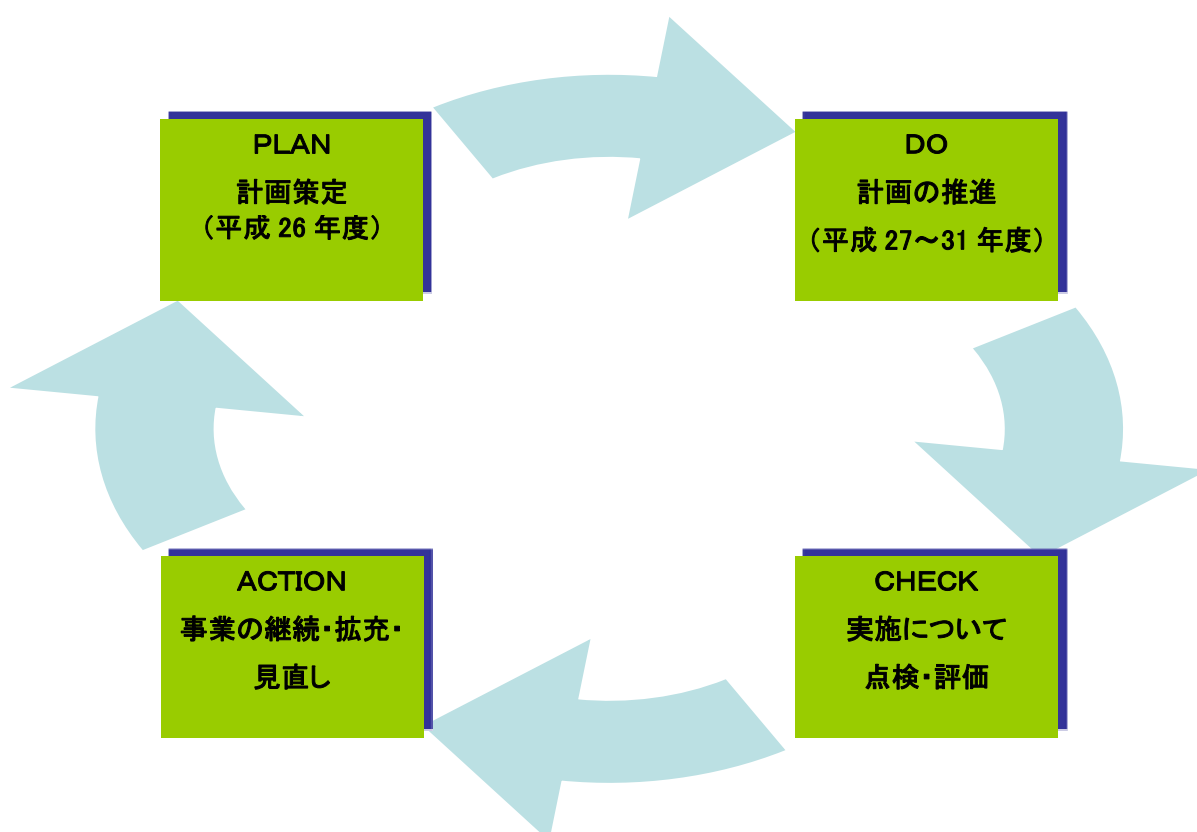 PLAN
計画策定
（平成 26 年度）
DO
計画の推進
（平成 27～31 年度）
ACTION
事業の継続・拡充・
見直し
CHECK
実施について
点検・評価